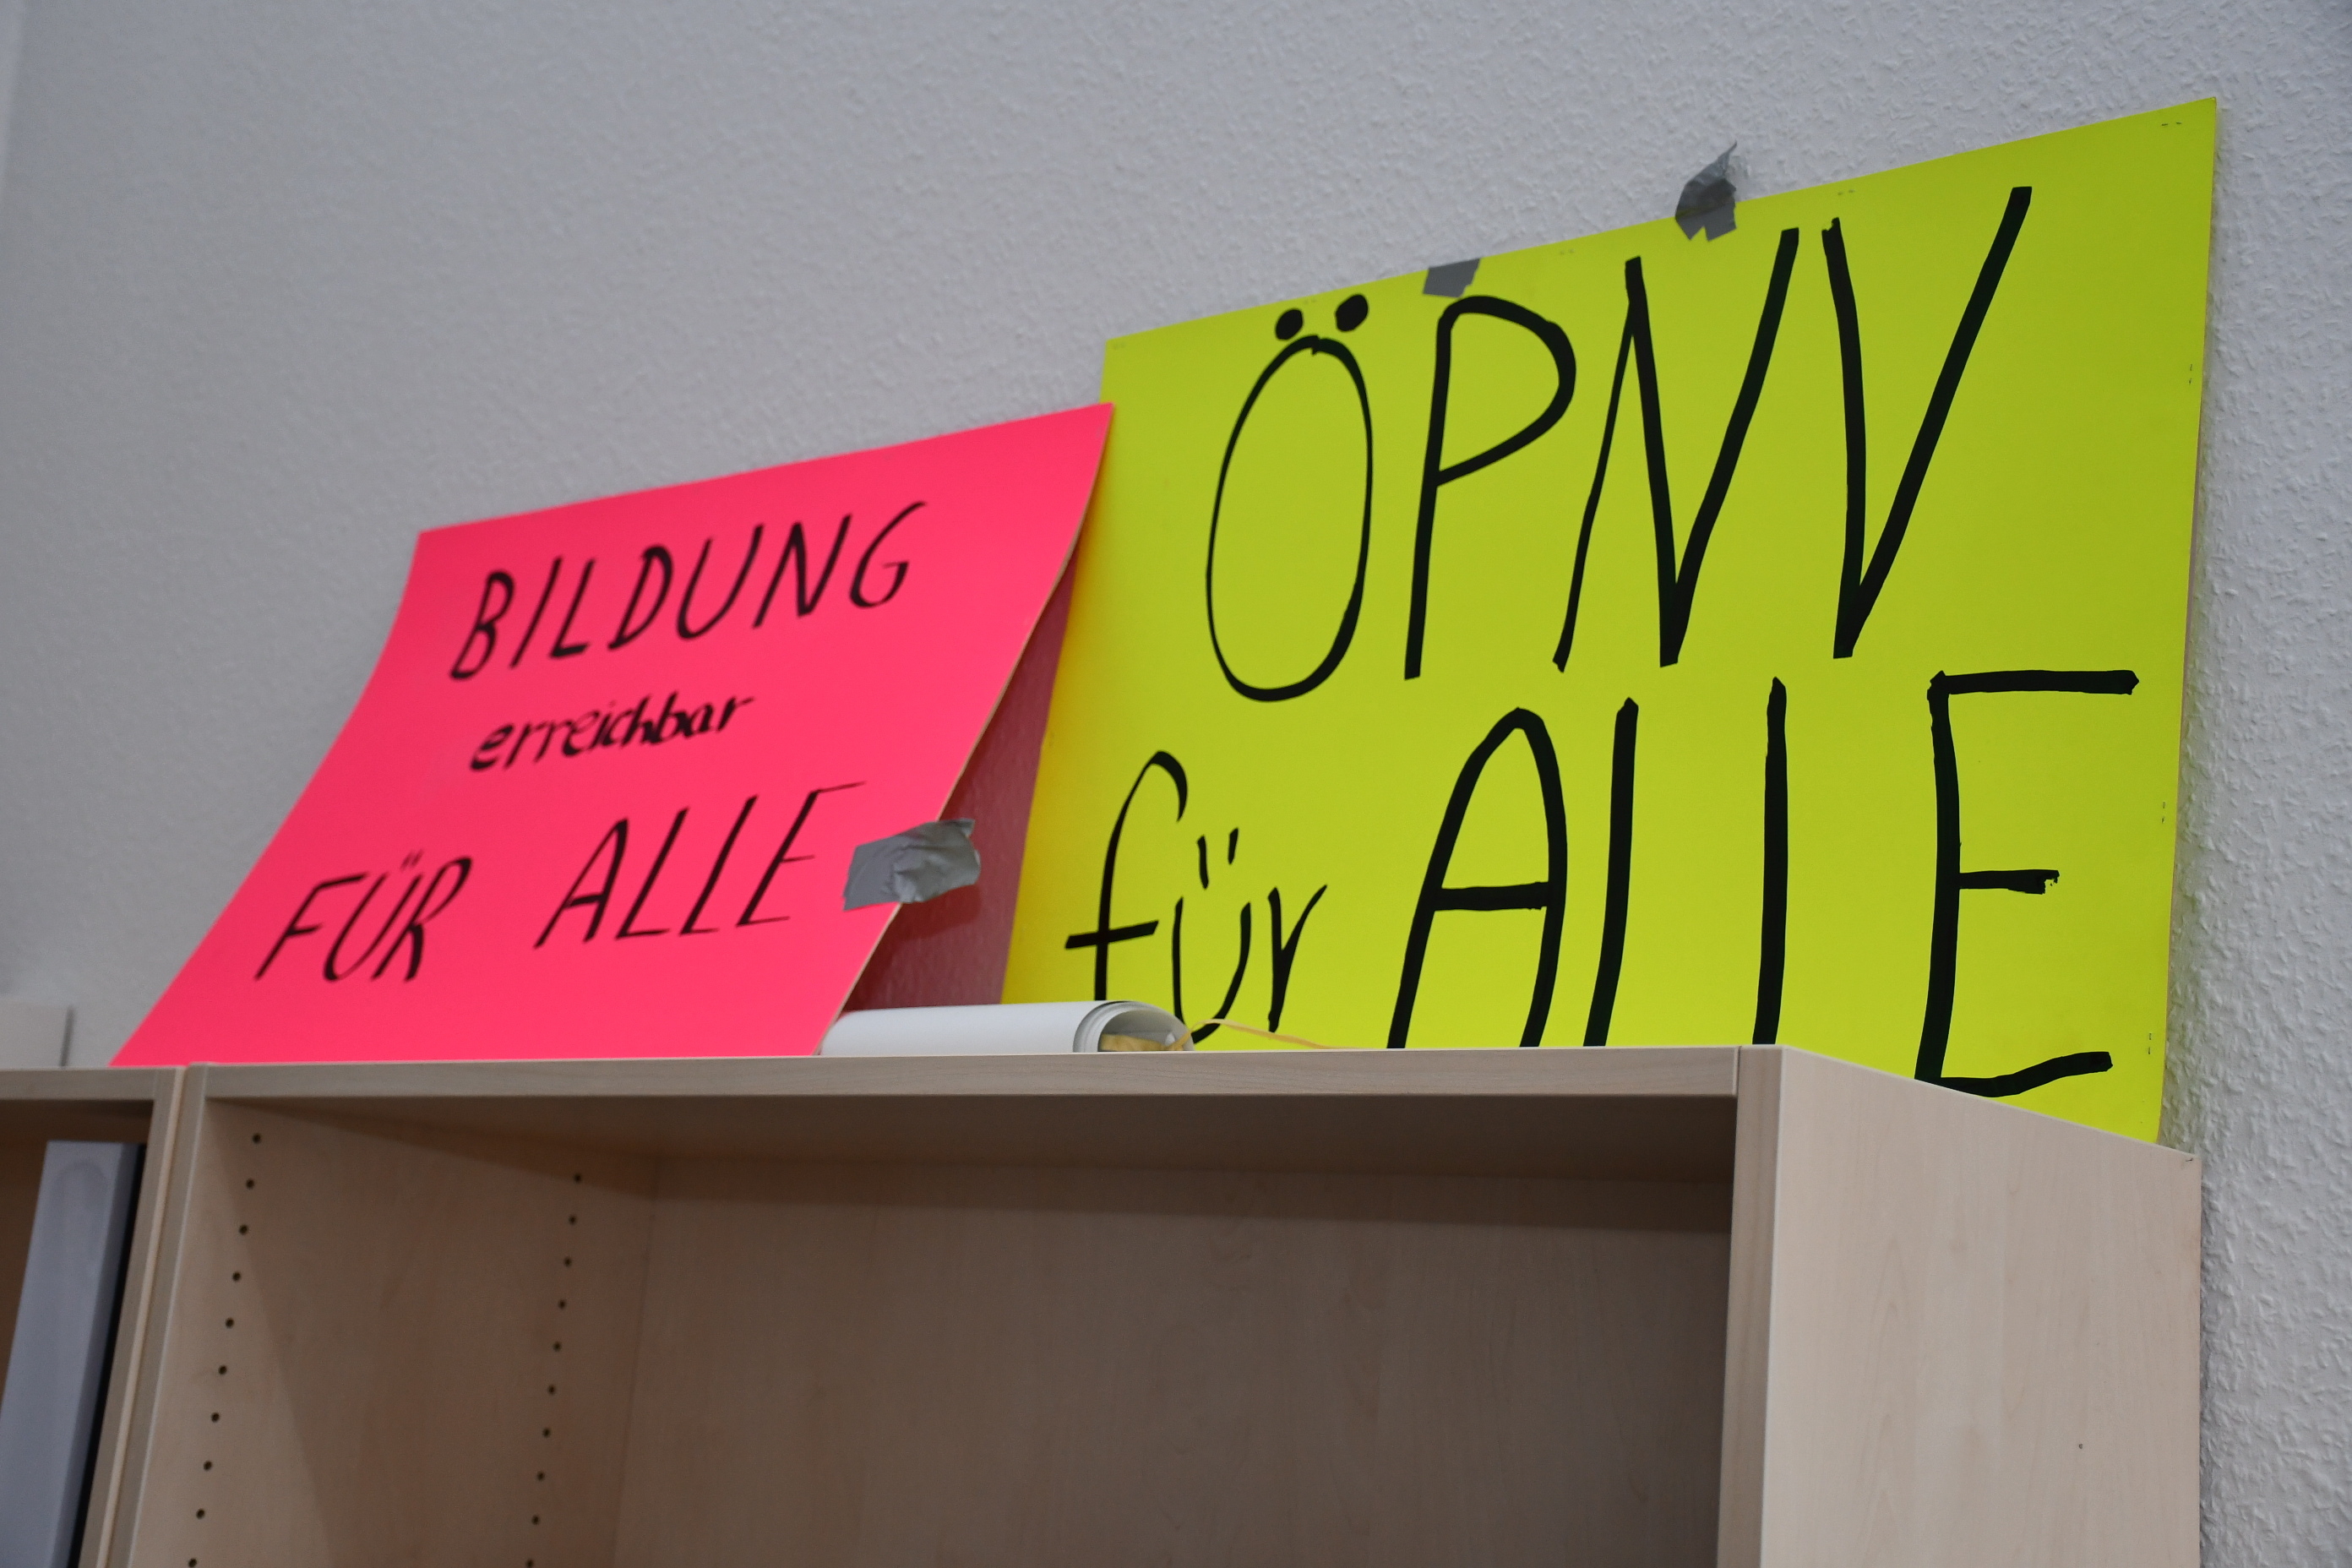 BILDUNG
erreichbar
FÜR ALLE
ÖPNV
für ALLE